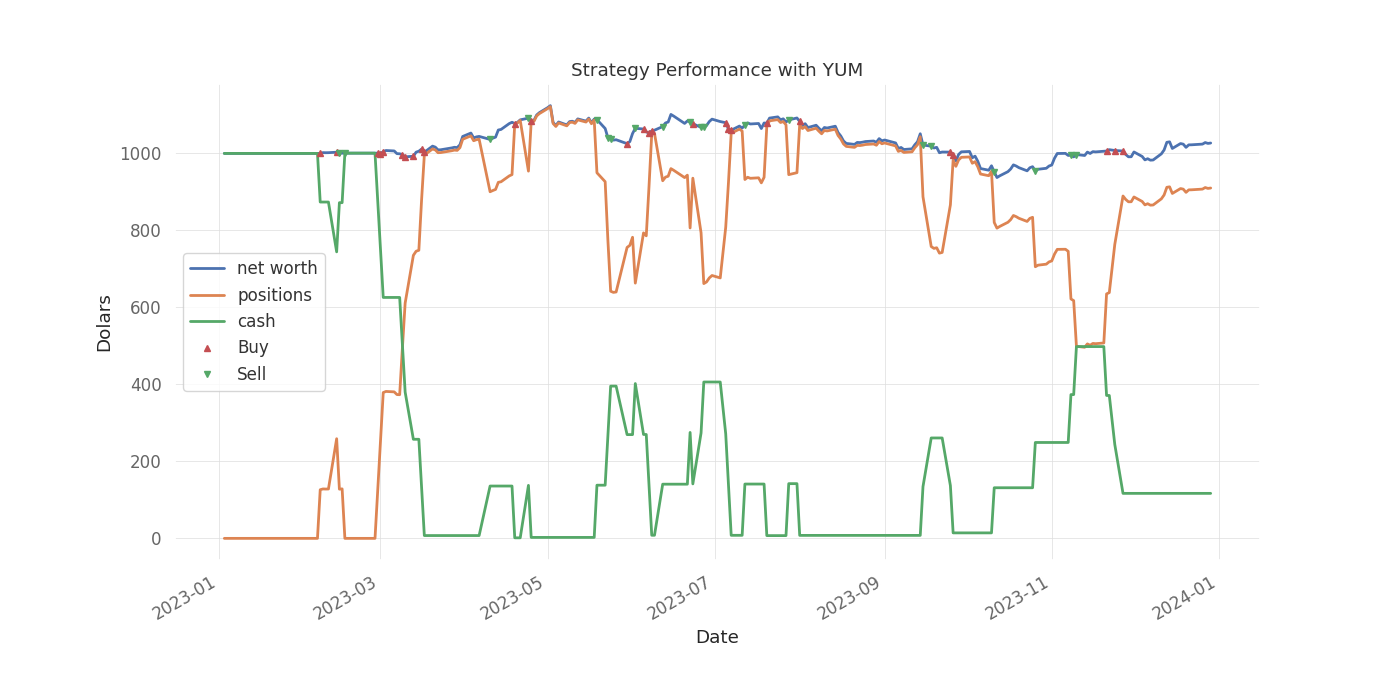 Strategy Performance with YUM
1000
800
600
400
200
0
Dolars
net worth
positions
cash
Buy
Sell
2023-01
2023-03
2023-05
2023-07
2023-09
2023-11
2024-01
Date